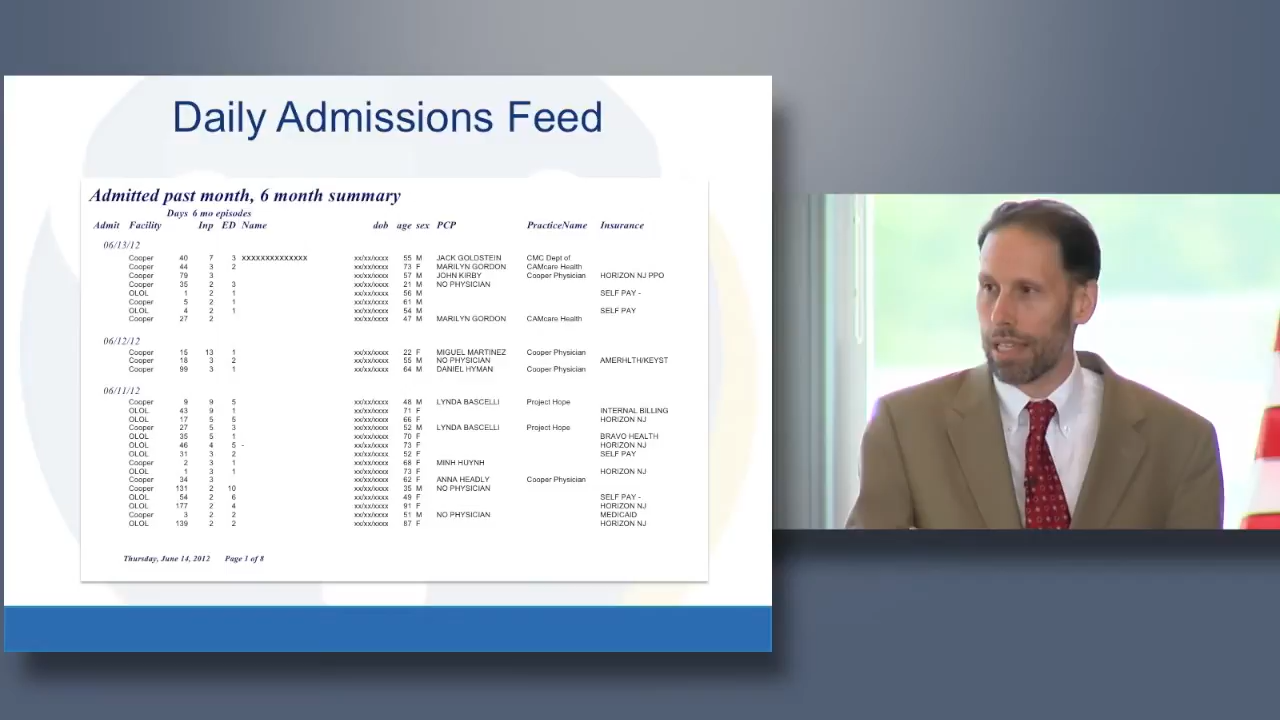 Daily Admissions Feed
Admitted past month, 6 month summary
Days 6 mo episodes
Admit Facility Inp ED Name dob age sex PCP PracticeName Insurance
06/13/12
Cooper 40 7 3 XXXXXXXXXXXXXX xx/xx/xxxx 55 M JACK GOLDSTEIN CMC Dept of
Cooper 44 3 2 xx/xx/xxxx 73 F MARILYN GORDON CAMcare Health
Cooper 79 3 xx/xx/xxxx 57 M JOHN KIRBY Cooper Physician HORIZON NJ PPO
Cooper 35 2 3 xx/xx/xxxx 21 M NO PHYSICIAN
OLOL 1 2 1 xx/xx/xxxx 56 M SELF PAY -
Cooper 5 2 1 xx/xx/xxxx 61 M
OLOL 4 2 1 xx/xx/xxxx 54 M SELF PAY
Cooper 27 2 xx/xx/xxxx 47 M MARILYN GORDON CAMcare Health
06/12/12
Cooper 15 13 1 xx/xx/xxxx 22 F MIGUEL MARTINEZ Cooper Physician
Cooper 18 3 2 xx/xx/xxxx 55 M NO PHYSICIAN AMERHLTH/KEYST
Cooper 99 3 1 xx/xx/xxxx 64 M DANIEL HYMAN Cooper Physician
06/11/12
Cooper 9 9 5 xx/xx/xxxx 48 M LYNDA BASCELLI Project Hope
OLOL 43 9 1 xx/xx/xxxx 71 F INTERNAL BILLING
OLOL 17 5 5 xx/xx/xxxx 66 F HORIZON NJ
Cooper 27 5 3 xx/xx/xxxx 52 M LYNDA BASCELLI Project Hope
OLOL 35 5 1 xx/xx/xxxx 70 F BRAVO HEALTH
OLOL 46 4 5 - xx/xx/xxxx 73 F HORIZON NJ
OLOL 31 3 2 xx/xx/xxxx 52 F SELF PAY
Cooper 2 3 1 xx/xx/xxxx 68 F MINH HUYNH
OLOL 1 3 1 xx/xx/xxxx 73 F HORIZON NJ
Cooper 34 3 xx/xx/xxxx 62 F ANNA HEADLY Cooper Physician
Cooper 131 2 10 xx/xx/xxxx 35 M NO PHYSICIAN
OLOL 54 2 6 xx/xx/xxxx 49 F SELF PAY -
OLOL 177 2 4 xx/xx/xxxx 91 F HORIZON NJ
Cooper 3 2 2 xx/xx/xxxx 51 M NO PHYSICIAN MEDICAID
OLOL 139 2 2 xx/xx/xxxx 87 F HORIZON NJ
Thursday, June 14, 2012 Page 1 of 8